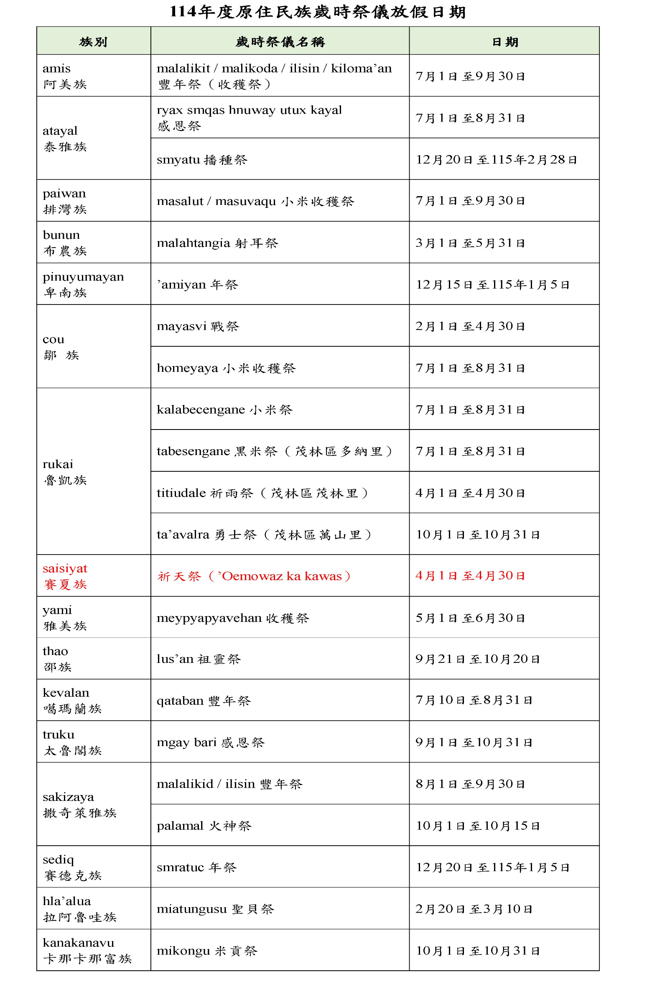 114年度原住民族歲時祭儀放假日期
族別 歲時祭儀名稱 日期
amis
阿美族
malalikit / malikoda / ilisin / kiloma’an
豐年祭（收穫祭）
7月1日至9月30日
atayal
泰雅族
ryax smqas hnuway utux kayal
感恩祭
7月1日至8月31日
smyatu 播種祭
12月20日至115年2月28日
paiwan
排灣族
masalut / masuvaqu 小米收穫祭
7月1日至9月30日
bunun
布農族
malahtangia 射耳祭
3月1日至5月31日
pinuyumayan
卑南族
’amiyan 年祭
12月15日至115年1月5日
cou
鄒 族
mayasvi 戰祭
2月1日至4月30日
homeyaya 小米收穫祭
7月1日至8月31日
rukai
魯凱族
kalabecengane 小米祭
7月1日至8月31日
tabesengane 黑米祭（茂林區多納里）
7月1日至8月31日
titiudale 祈雨祭（茂林區茂林里）
4月1日至4月30日
ta’avalra 勇士祭（茂林區萬山里）
10月1日至10月31日
saisiyat
賽夏族
祈天祭（’Oemowaz ka kawas）
4月1日至4月30日
yami
雅美族
meypyapyavehan 收穫祭
5月1日至6月30日
thao
邵族
lus’an 祖靈祭
9月21日至10月20日
kevalan
噶瑪蘭族
qataban 豐年祭
7月10日至8月31日
truku
太魯閣族
mgay bari 感恩祭
9月1日至10月31日
sakizaya
撒奇萊雅族
malalikid / ilisin 豐年祭
8月1日至9月30日
palamal 火神祭
10月1日至10月15日
sediq
賽德克族
smratuc 年祭
12月20日至115年1月5日
hla’alua
拉阿魯哇族
miatungusu 聖貝祭
2月20日至3月10日
kanakanavu
卡那卡那富族
mikongu 米貢祭
10月1日至10月31日